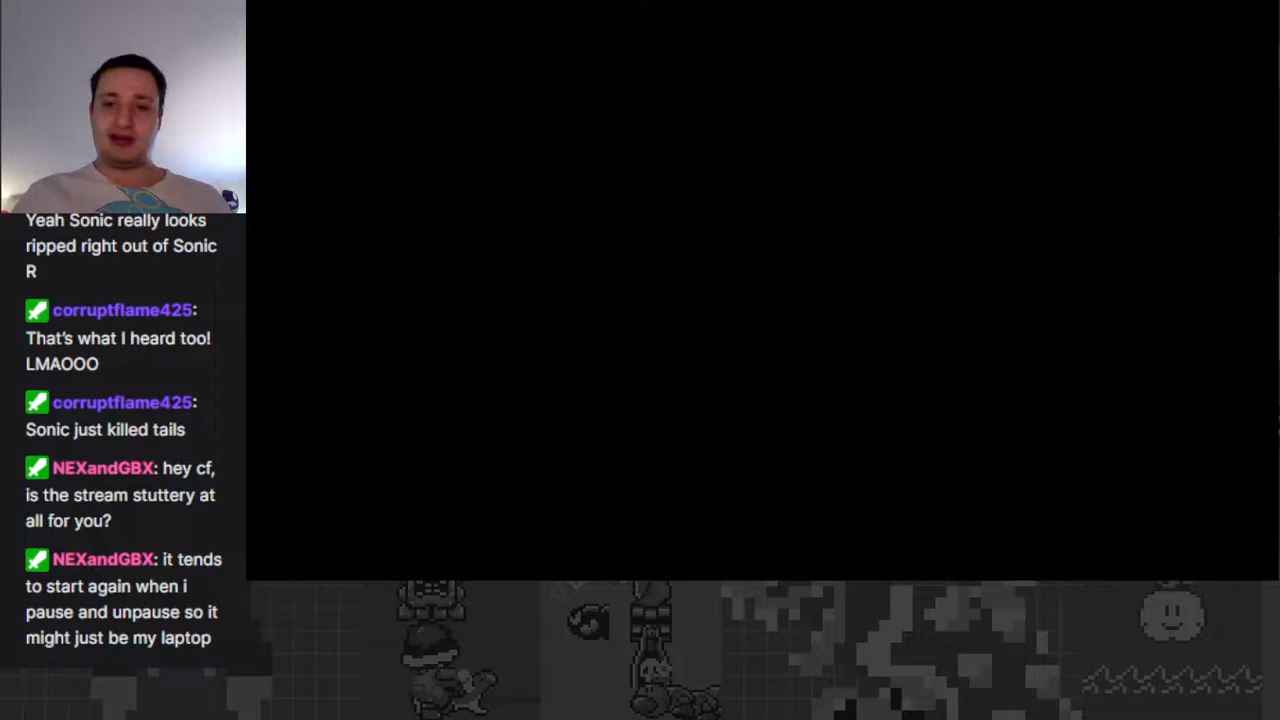 Yeah Sonic really looks
ripped right out of Sonic
R
corruptflame425:
That's what I heard too!
LMAOOO
corruptflame425:
Sonic just killed tails
NEXandGBX: hey cf,
is the stream stuttery at
all for you?
NEXandGBX: it tends
to start again when i
pause and unpause so it
might just be my laptop